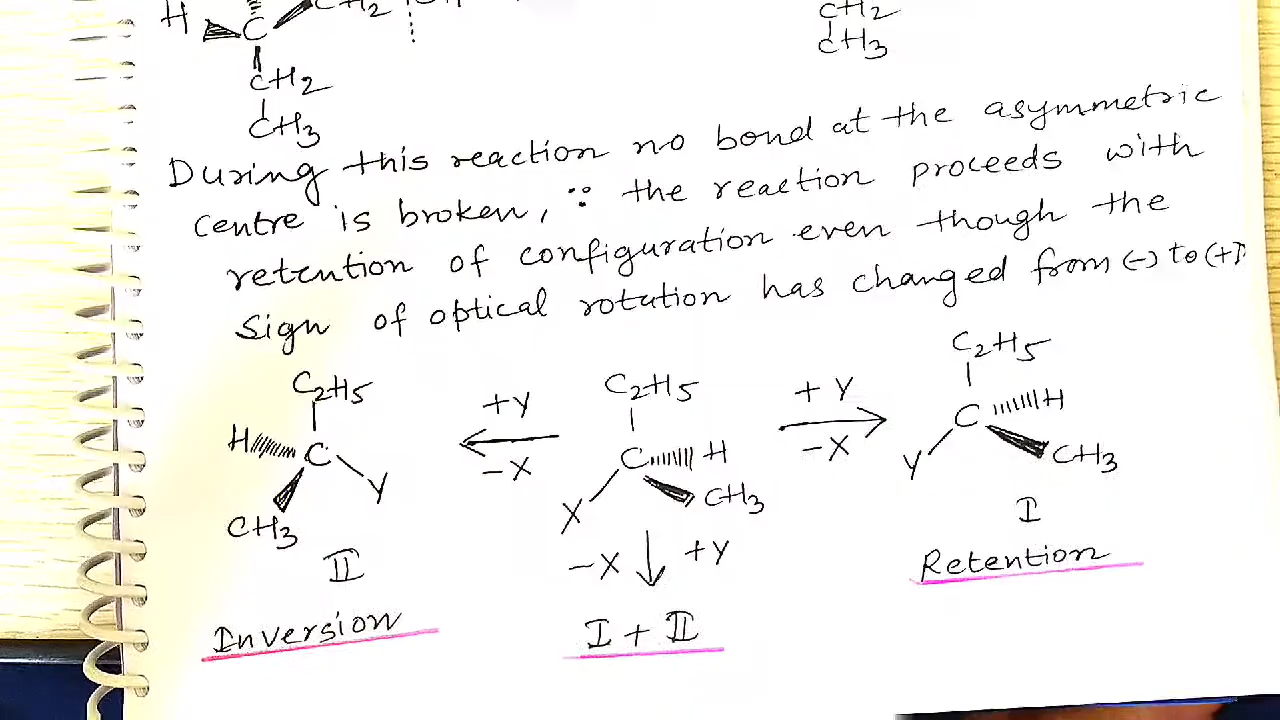 H C CH2
CH2
CH3
CH2
CH3
During this reaction no bond at the asymmetric
centre is broken, ∵ the reaction proceeds with
retention of configuration even though the
sign of optical rotation has changed from (-) to (+).
C2H5
H C Y
CH3
II
Inversion
+Y
-X
C2H5
C H
X CH3
-X +Y
I + II
+Y
-X
C2H5
C H
Y CH3
I
Retention